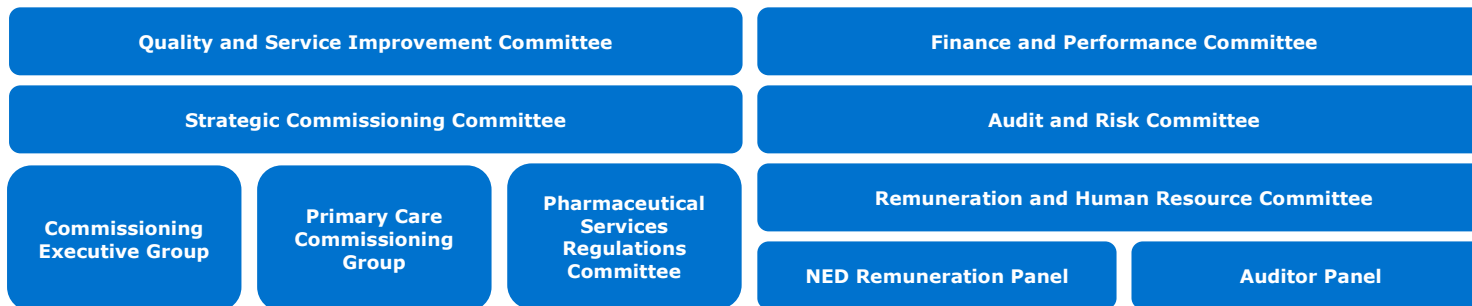 Quality and Service Improvement Committee
Finance and Performance Committee
Strategic Commissioning Committee
Audit and Risk Committee
Commissioning
Executive Group
Primary Care
Commissioning
Group
Pharmaceutical
Services
Regulations
Committee
Remuneration and Human Resource Committee
NED Remuneration Panel
Auditor Panel